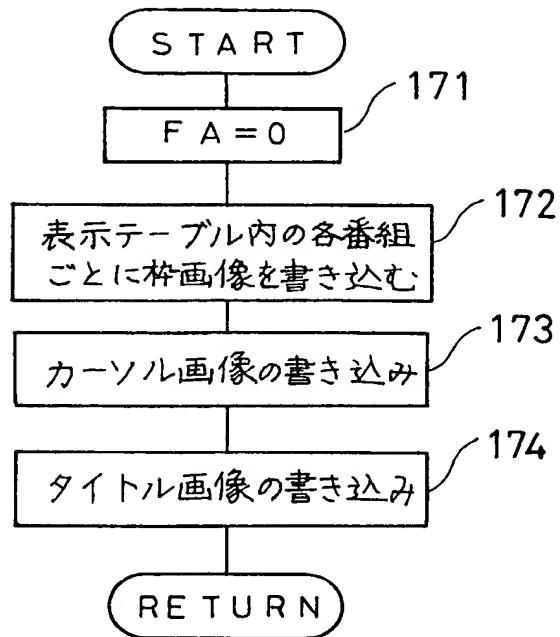 START
171
FA=0
172
表示テーブル内の各番組
ごとに枠画像を書き込む
173
カーソル画像の書き込み
174
タイトル画像の書き込み
RETURN